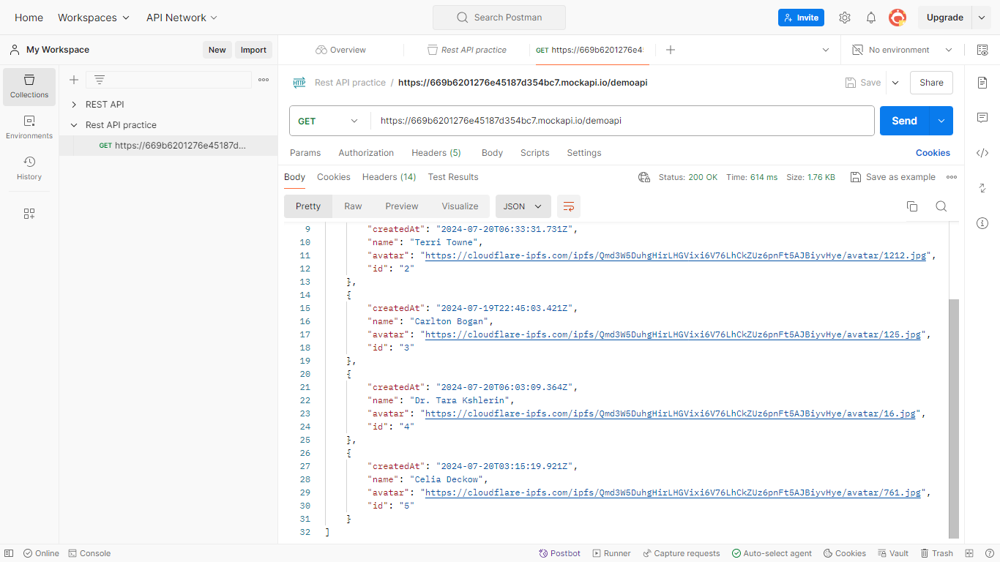 Home Workspaces API Network Search Postman Invite Upgrade
My Workspace New Import Overview Rest API practice GET https://669b6201276e45 No environment
Collections
Environments
History
REST API
Rest API practice
GET https://669b6201276e45187d...
HTTP Rest API practice / https://669b6201276e45187d354bc7.mockapi.io/demoapi Save Share
GET https://669b6201276e45187d354bc7.mockapi.io/demoapi Send
Params Authorization Headers (5) Body Scripts Settings Cookies
Body Cookies Headers (14) Test Results Status: 200 OK Time: 614 ms Size: 1.76 KB Save as example
Pretty Raw Preview Visualize JSON
9 "createdAt": "2024-07-20T06:33:31.731Z",
10 "name": "Terri Towne",
11 "avatar": "https://cloudflare-ipfs.com/ipfs/Qmd3W5DuhgHirLHGVixi6V76LhCkZUz6pnFt5AJBiyvHye/avatar/1212.jpg",
12 "id": "2"
13 },
14 {
15 "createdAt": "2024-07-19T22:45:03.421Z",
16 "name": "Carlton Bogan",
17 "avatar": "https://cloudflare-ipfs.com/ipfs/Qmd3W5DuhgHirLHGVixi6V76LhCkZUz6pnFt5AJBiyvHye/avatar/125.jpg",
18 "id": "3"
19 },
20 {
21 "createdAt": "2024-07-20T06:03:09.364Z",
22 "name": "Dr. Tara Kshlerin",
23 "avatar": "https://cloudflare-ipfs.com/ipfs/Qmd3W5DuhgHirLHGVixi6V76LhCkZUz6pnFt5AJBiyvHye/avatar/16.jpg",
24 "id": "4"
25 },
26 {
27 "createdAt": "2024-07-20T03:15:19.921Z",
28 "name": "Celia Deckow",
29 "avatar": "https://cloudflare-ipfs.com/ipfs/Qmd3W5DuhgHirLHGVixi6V76LhCkZUz6pnFt5AJBiyvHye/avatar/761.jpg",
30 "id": "5"
31 }
32 ]
Online Console Postbot Runner Capture requests Auto-select agent Cookies Vault Trash